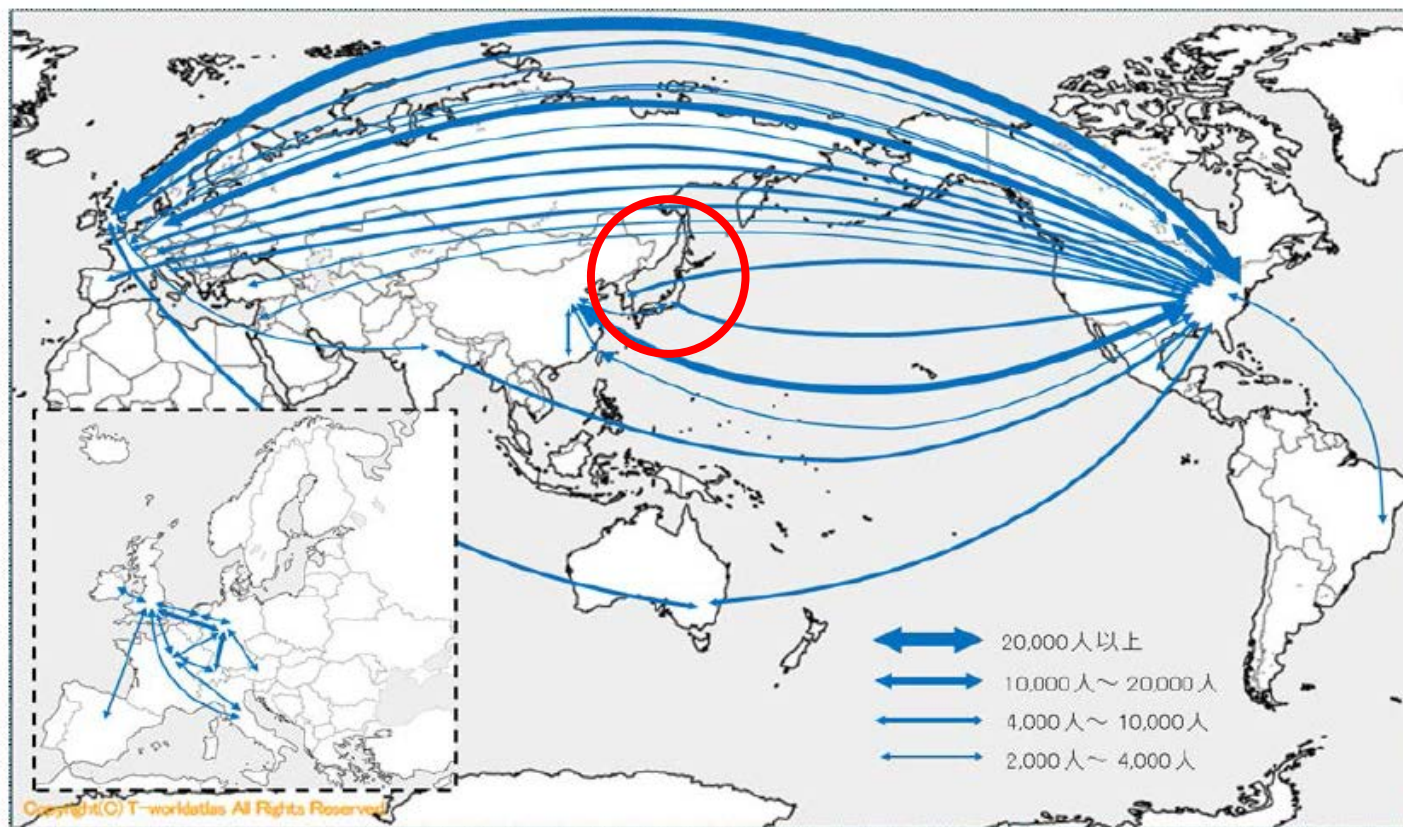 20,000人以上
10,000人～20,000人
4,000人～10,000人
2,000人～4,000人
Copyright(C) T-worldatlas All Rights Reserved